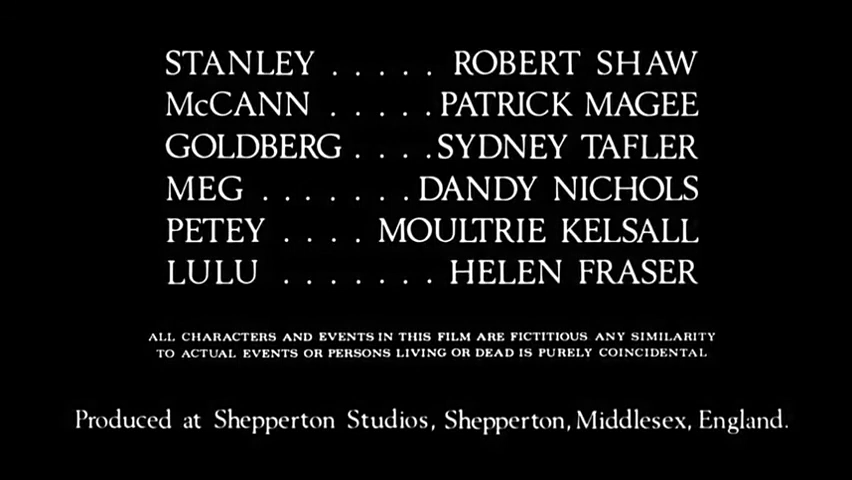 STANLEY . . . . . ROBERT SHAW
McCANN . . . . . PATRICK MAGEE
GOLDBERG . . . . SYDNEY TAFLER
MEG . . . . . . . DANDY NICHOLS
PETEY . . . . MOULTRIE KELSALL
LULU . . . . . . . HELEN FRASER
ALL CHARACTERS AND EVENTS IN THIS FILM ARE FICTITIOUS ANY SIMILARITY
TO ACTUAL EVENTS OR PERSONS LIVING OR DEAD IS PURELY COINCIDENTAL
Produced at Shepperton Studios, Shepperton, Middlesex, England.